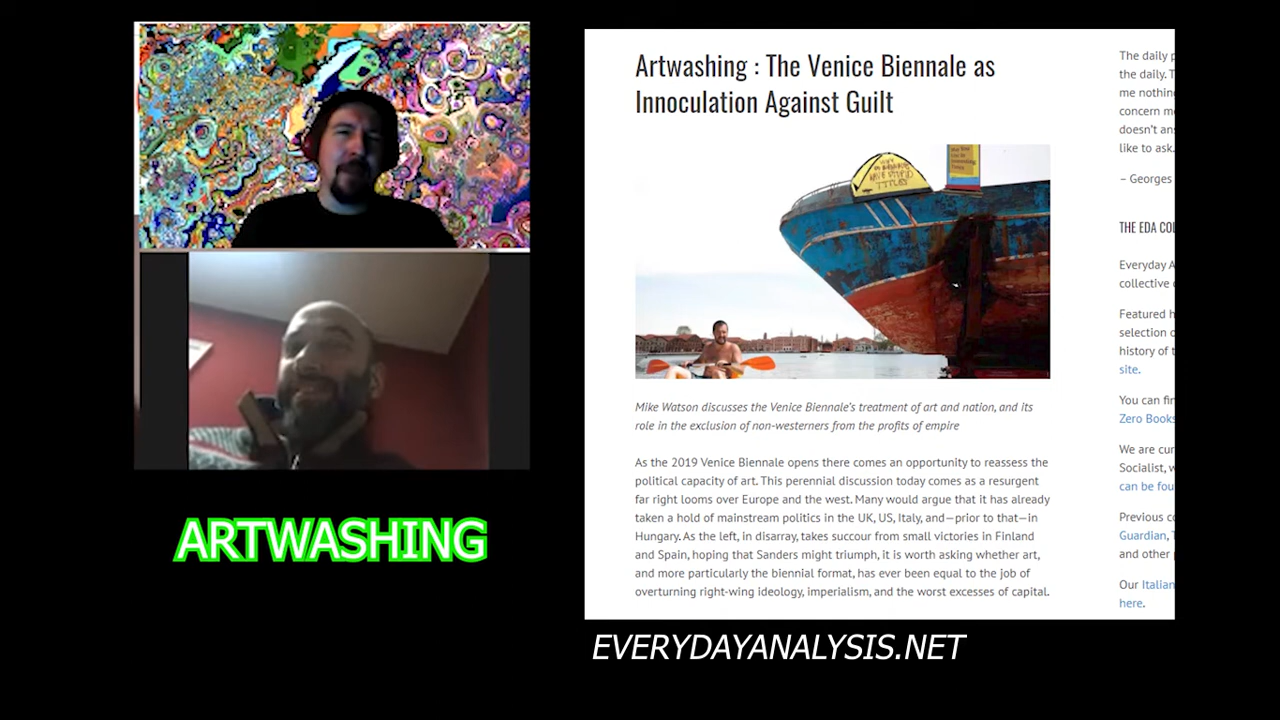 Artwashing : The Venice Biennale as
Innoculation Against Guilt
HAVE STUPID
TITLES
Mike Watson discusses the Venice Biennale's treatment of art and nation, and its
role in the exclusion of non-westerners from the profits of empire
As the 2019 Venice Biennale opens there comes an opportunity to reassess the
political capacity of art. This perennial discussion today comes as a resurgent
far right looms over Europe and the west. Many would argue that it has already
taken a hold of mainstream politics in the UK, US, Italy, and—prior to that—in
Hungary. As the left, in disarray, takes succour from small victories in Finland
and Spain, hoping that Sanders might triumph, it is worth asking whether art,
and more particularly the biennial format, has ever been equal to the job of
overturning right-wing ideology, imperialism, and the worst excesses of capital.
The daily p
the daily. T
me nothin
concern m
doesn't an
like to ask.
– Georges
THE EDA COL
Everyday A
collective
Featured h
selection o
history of t
site.
You can fin
Zero Books
We are cur
Socialist, w
can be fou
Previous co
Guardian, T
and other
Our Italian
here.
ARTWASHING
EVERYDAYANALYSIS.NET